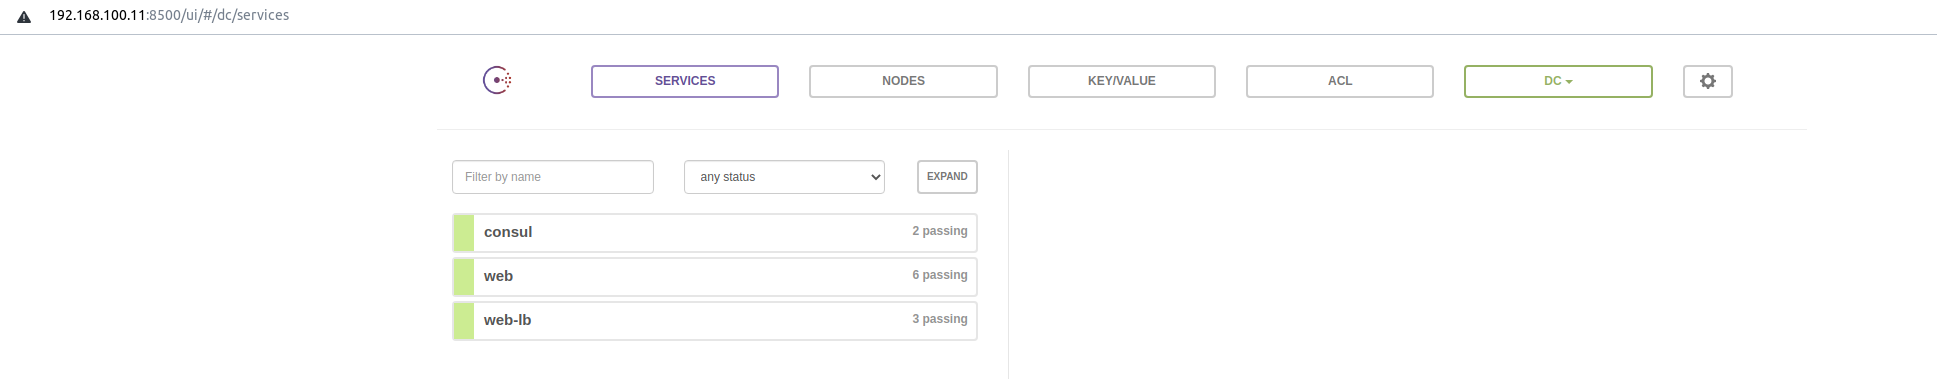 192.168.100.11:8500/ui/#/dc/services
SERVICES NODES KEY/VALUE ACL DC
Filter by name any status EXPAND
consul 2 passing
web 6 passing
web-lb 3 passing